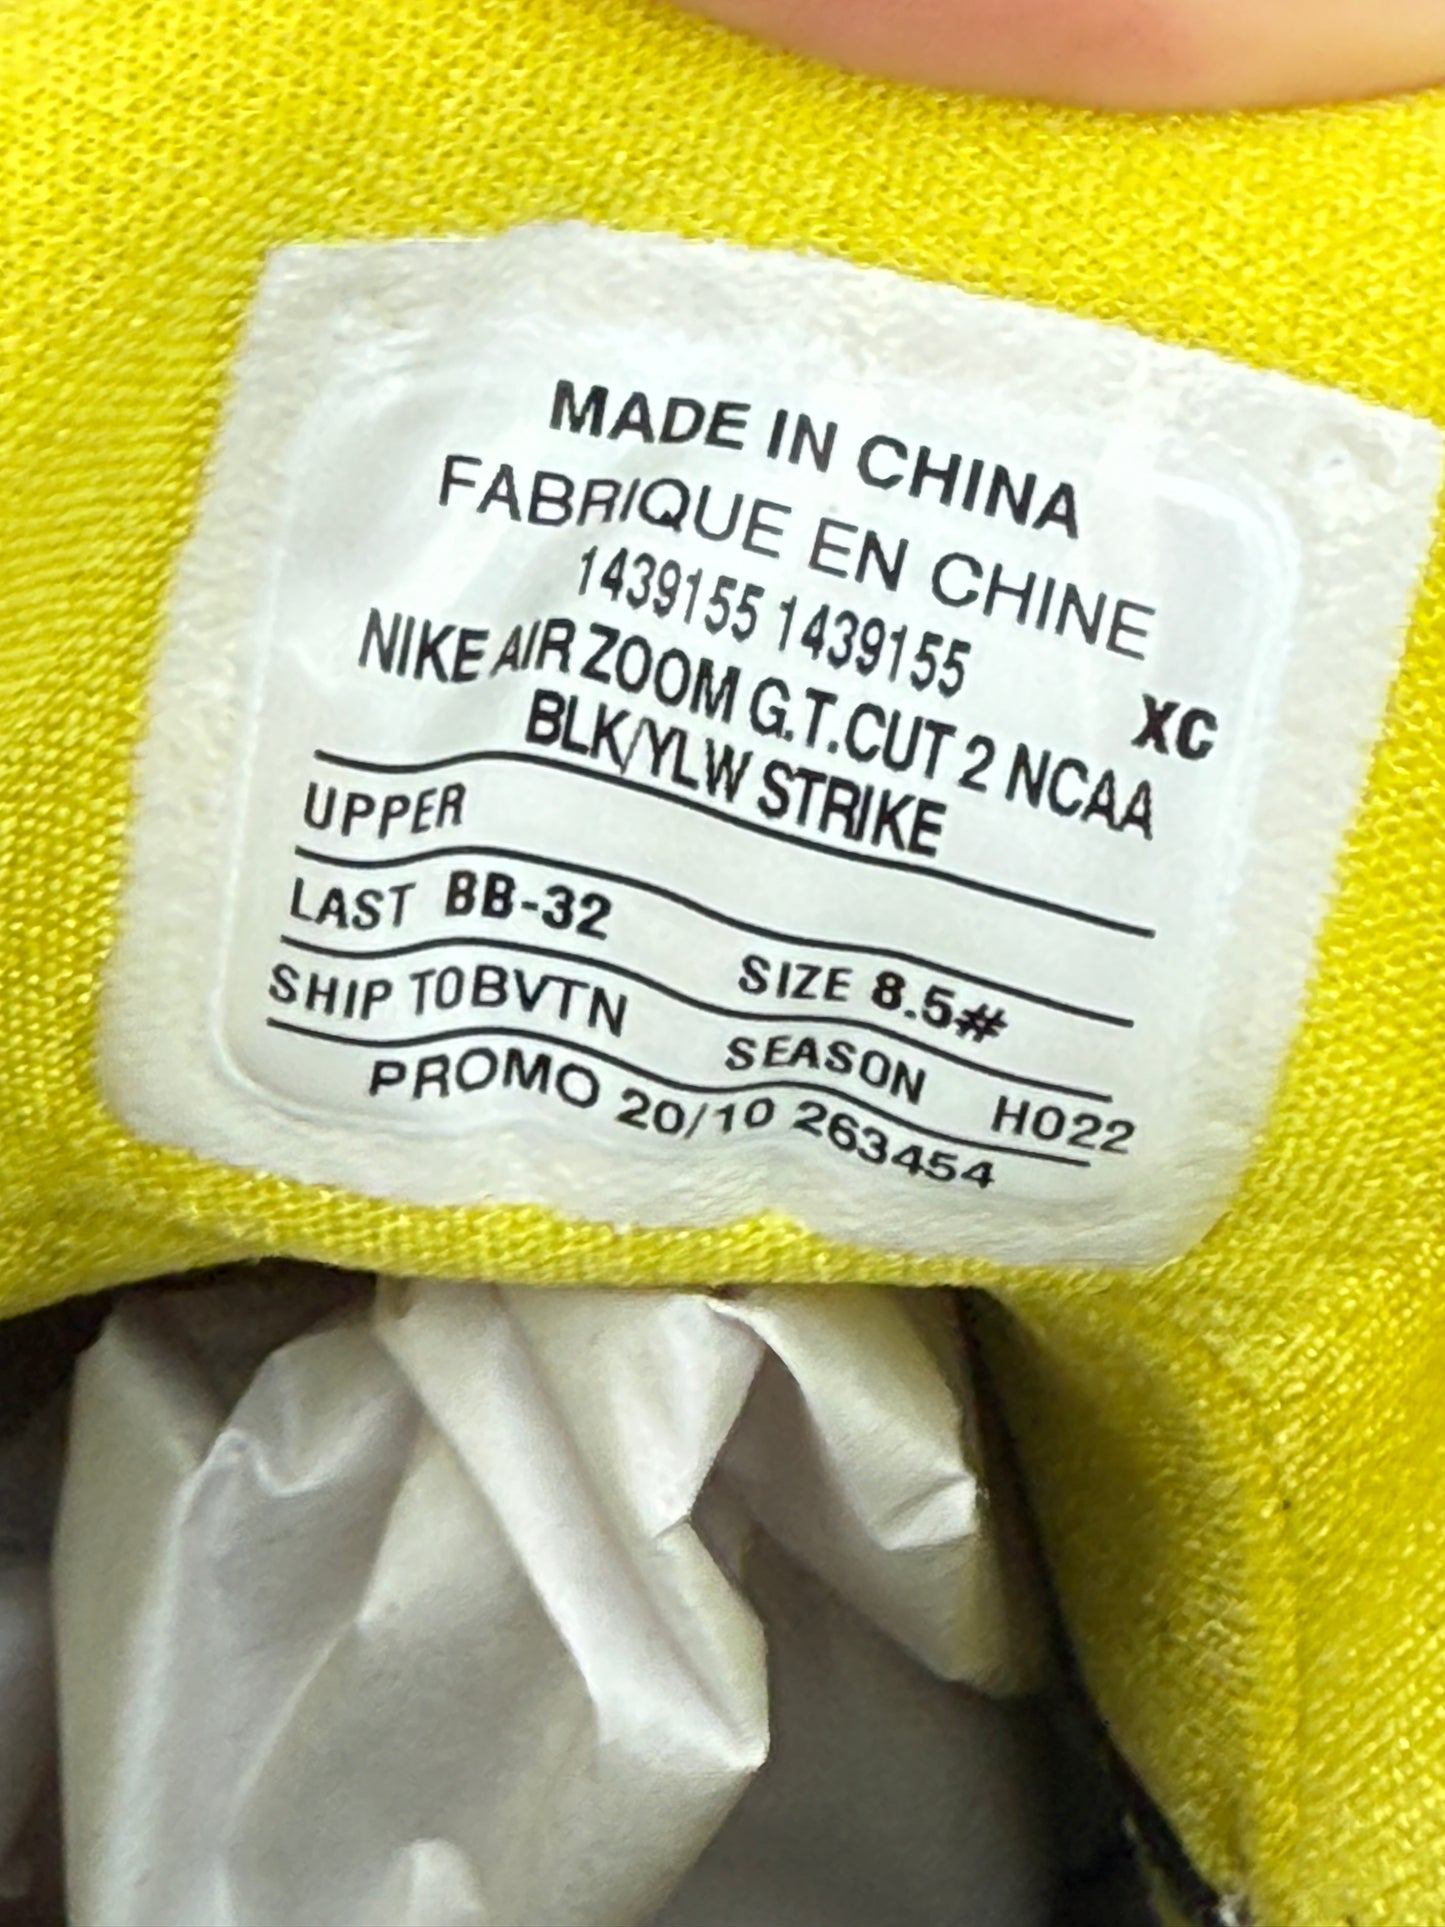 MADE IN CHINA
FABRIQUE EN CHINE
1439155 1439155
XC
NIKE AIR ZOOM G.T.CUT 2 NCAA
BLK/YLW STRIKE
UPPER
LAST BB-32 SIZE 8.5#
SHIP TOBVTN SEASON HO22
PROMO 20/10 263454